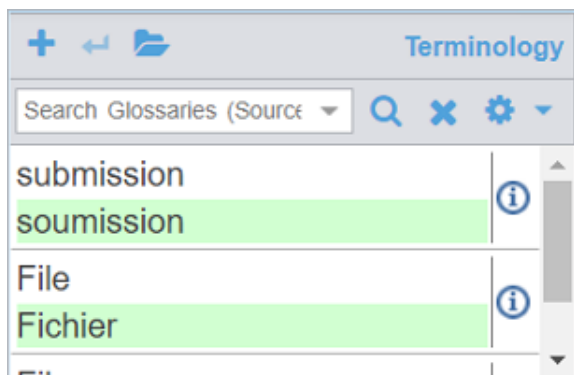 Terminology
Search Glossaries (Source
submission
soumission
File
Fichier